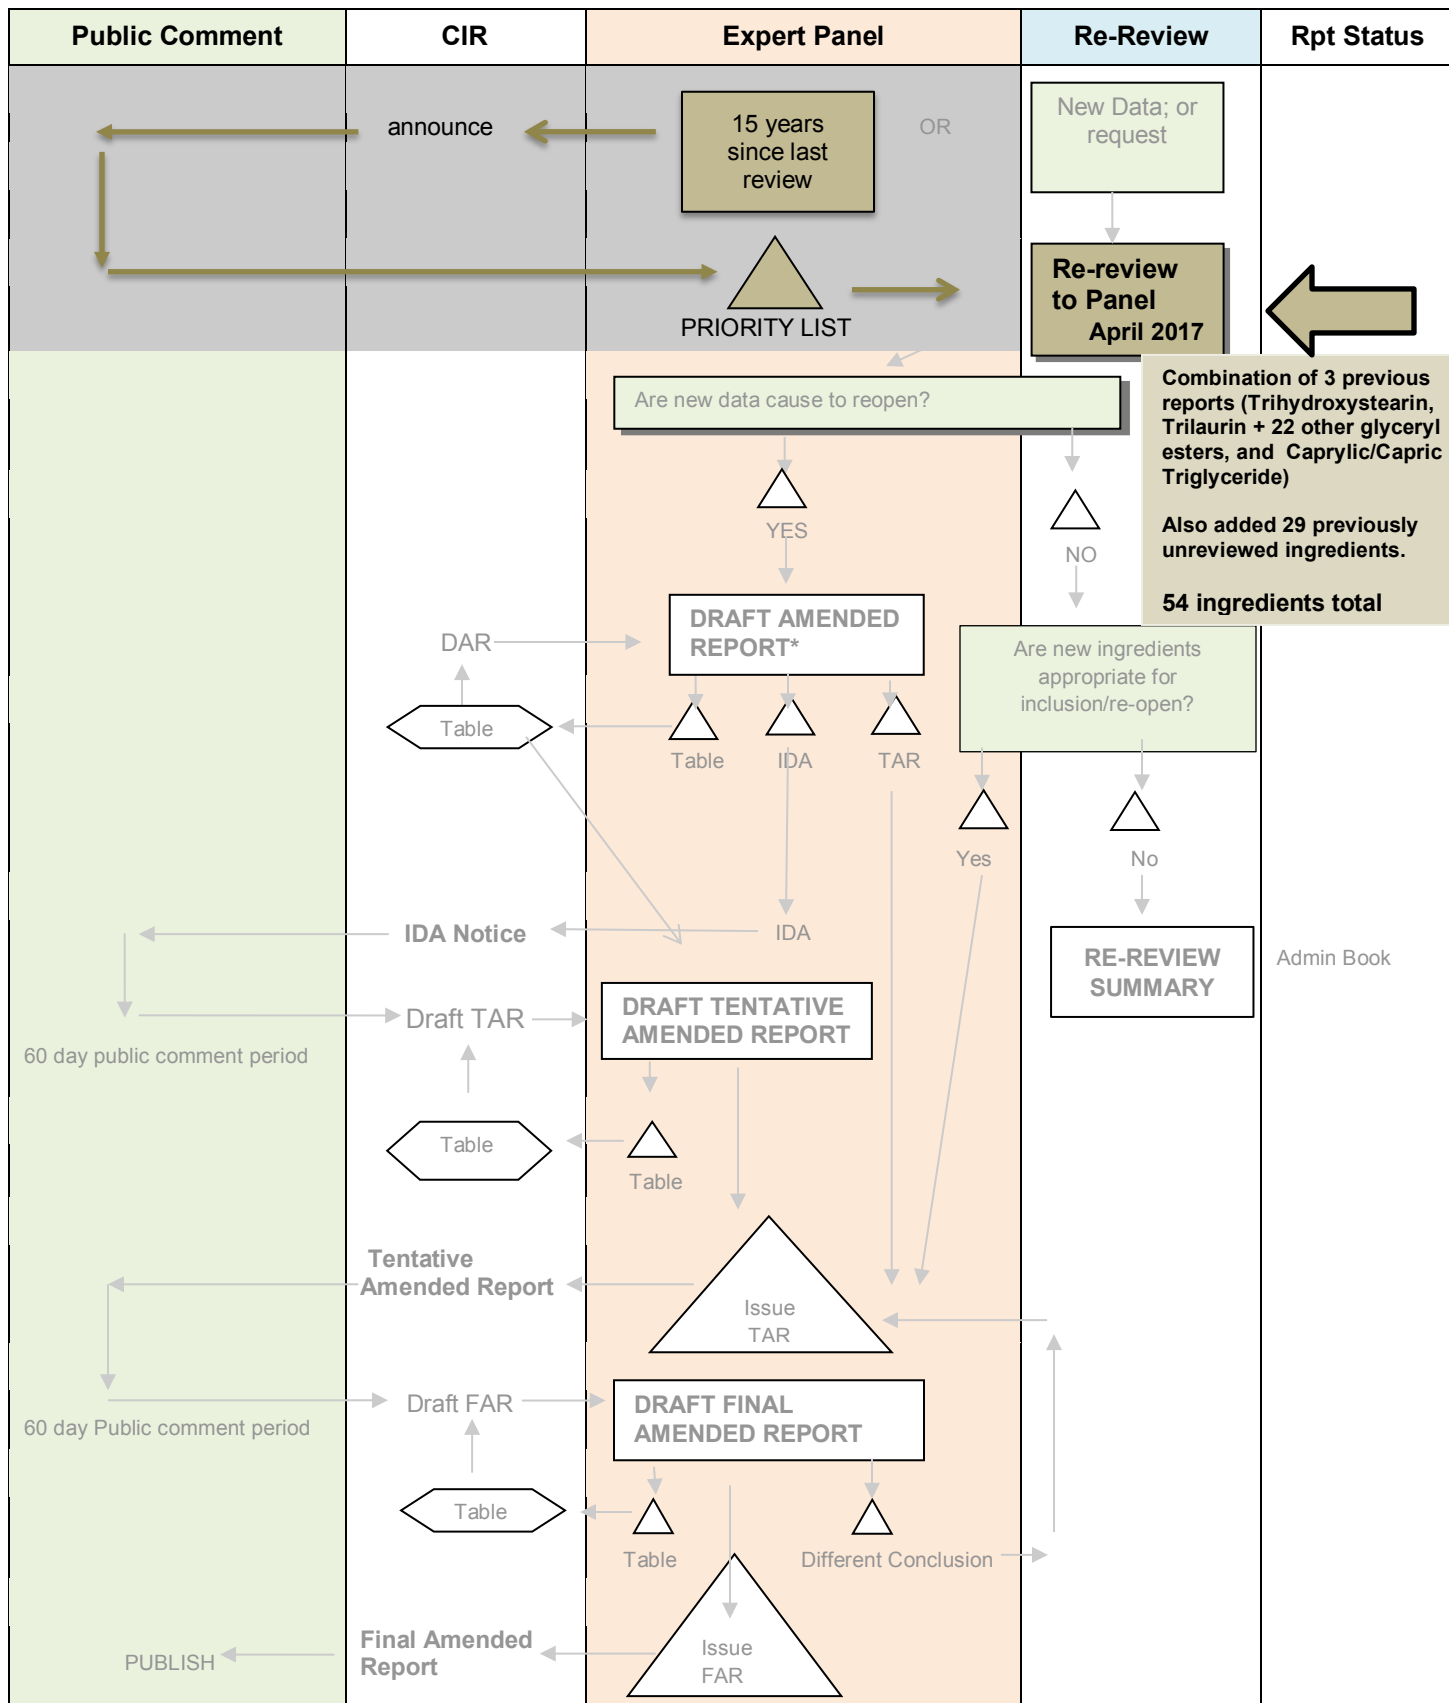 Public Comment
CIR
Expert Panel
Re-Review
Rpt Status
announce
15 years
since last
review
OR
New Data; or
request
PRIORITY LIST
Re-review
to Panel
April 2017
Combination of 3 previous
reports (Trihydroxystearin,
Trilaurin + 22 other glyceryl
esters, and Caprylic/Capric
Triglyceride)
Also added 29 previously
unreviewed ingredients.
54 ingredients total
Are new data cause to reopen?
YES
NO
DAR
DRAFT AMENDED
REPORT*
Are new ingredients
appropriate for
inclusion/re-open?
Table
Table
IDA
TAR
Yes
No
IDA Notice
IDA
RE-REVIEW
SUMMARY
Admin Book
60 day public comment period
Draft TAR
DRAFT TENTATIVE
AMENDED REPORT
Table
Table
Tentative
Amended Report
Issue
TAR
60 day Public comment period
Draft FAR
DRAFT FINAL
AMENDED REPORT
Table
Table
Different Conclusion
PUBLISH
Final Amended
Report
Issue
FAR